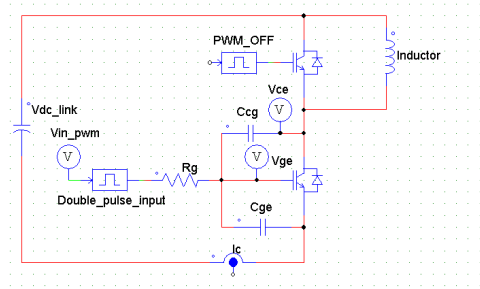 PWM_OFF
Inductor
Vce
Vdc_link
Ccg
Vin_pwm
V
V
V
Vge
Rg
Double_pulse_input
Cge
Ic